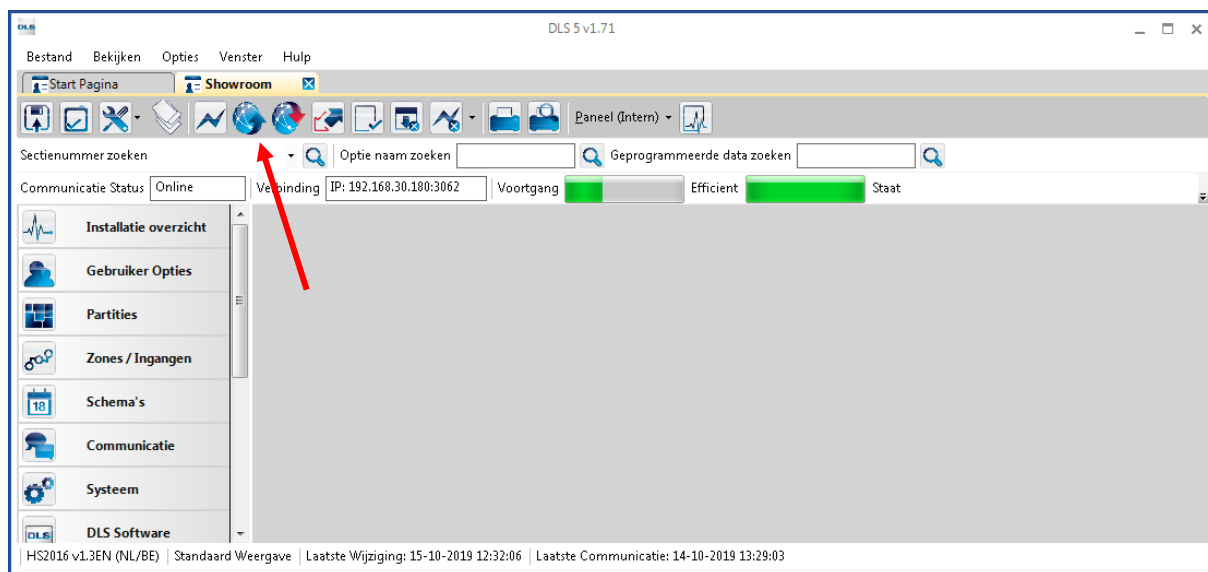 DLS
DLS 5 v1.71
Bestand Bekijken Opties Venster Hulp
Start Pagina Showroom
Paneel (Intern)
Sectienummer zoeken Optie naam zoeken Geprogrammeerde data zoeken
Communicatie Status Online Verbinding IP: 192.168.30.180:3062 Voortgang Efficient Staat
Installatie overzicht
Gebruiker Opties
Partities
Zones / Ingangen
18 Schema's
Communicatie
Systeem
DLS DLS Software
HS2016 v1.3EN (NL/BE) Standaard Weergave Laatste Wijziging: 15-10-2019 12:32:06 Laatste Communicatie: 14-10-2019 13:29:03